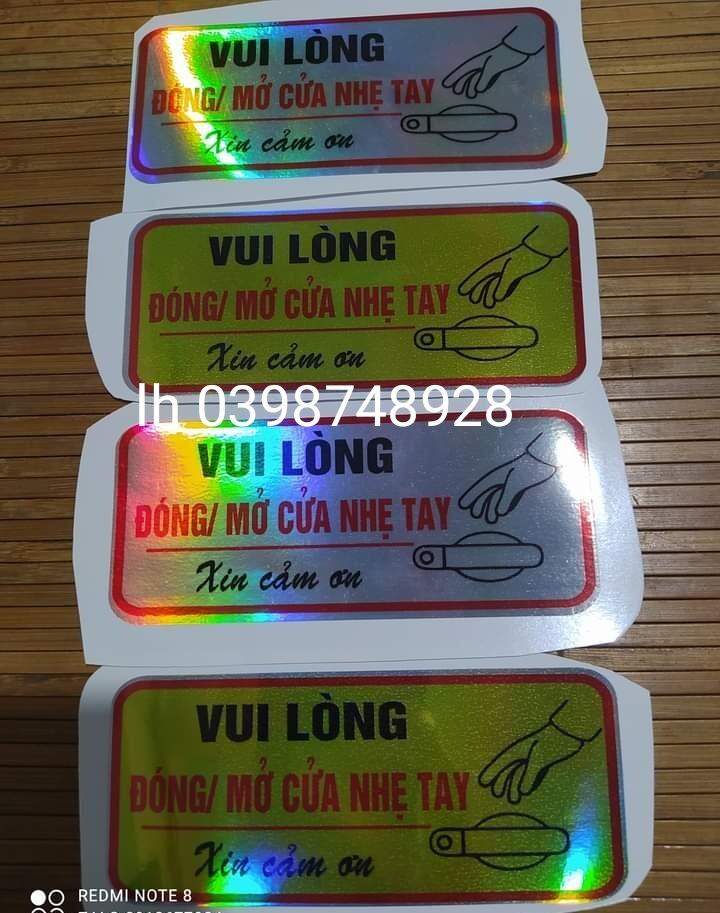 VUI LÒNG
ĐÓNG/ MỞ CỬA NHẸ TAY
Xin cảm ơn
VUI LÒNG
ĐÓNG/ MỞ CỬA NHẸ TAY
Xin cảm ơn
lh 0398748928
VUI LÒNG
ĐÓNG/ MỞ CỬA NHẸ TAY
Xin cảm ơn
VUI LÒNG
ĐÓNG/ MỞ CỬA NHẸ TAY
Xin cảm ơn
REDMI NOTE 8